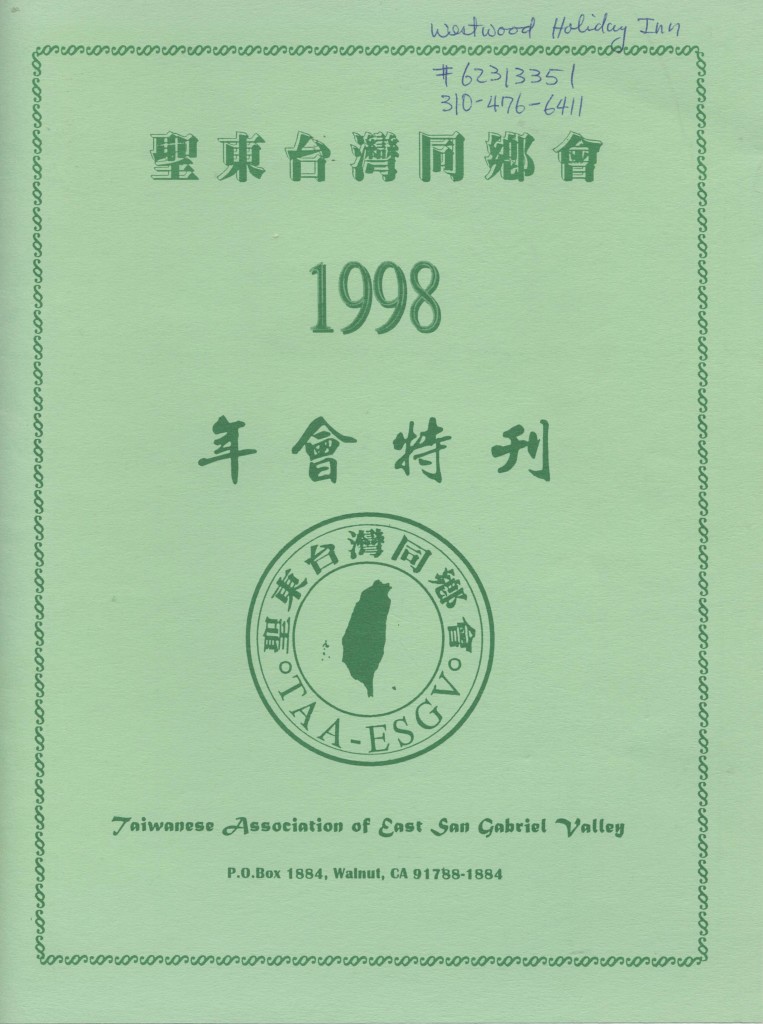 Westwood Holiday Inn
#62313351
310-476-6411
聖東台灣同鄉會
1998
年會特刊
聖東台灣同鄉會
TAA-ESGV
Taiwanese Association of East San Gabriel Valley
P.O.Box 1884, Walnut, CA 91788-1884